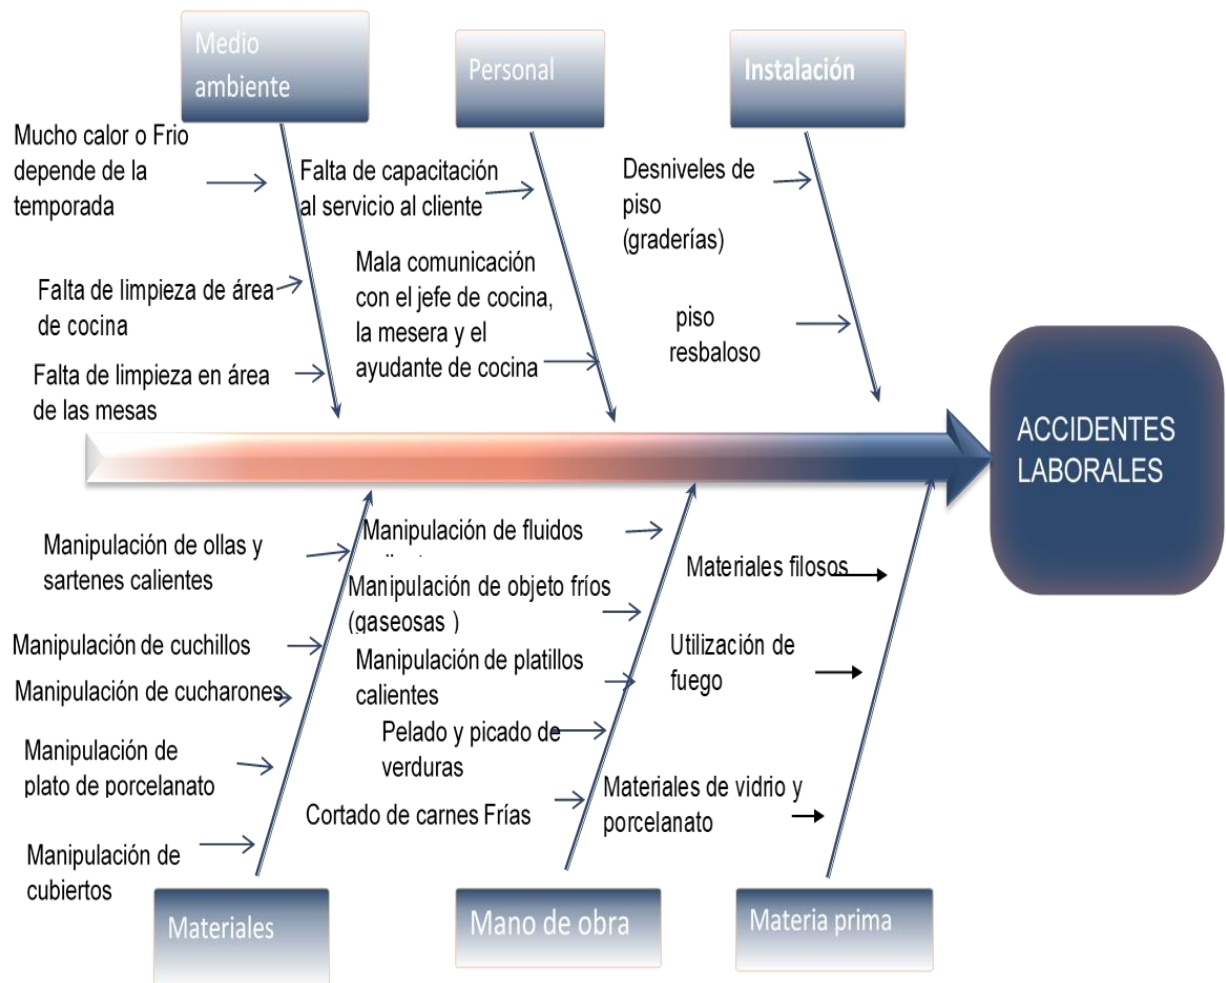 Medio
ambiente
Personal
Instalación
Mucho calor o Frio
depende de la
temporada
Falta de limpieza de área
de cocina
Falta de limpieza en área
de las mesas
Falta de capacitación
al servicio al cliente
Mala comunicación
con el jefe de cocina,
la mesera y el
ayudante de cocina
Desniveles de
piso
(graderías)
piso
resbaloso
ACCIDENTES
LABORALES
Manipulación de ollas y
sartenes calientes
Manipulación de cuchillos
Manipulación de cucharones
Manipulación de
plato de porcelanato
Manipulación de
cubiertos
Manipulación de fluidos
Manipulación de objeto fríos
(gaseosas )
Manipulación de platillos
calientes
Pelado y picado de
verduras
Cortado de carnes Frías
Materiales filosos
Utilización de
fuego
Materiales de vidrio y
porcelanato
Materiales
Mano de obra
Materia prima